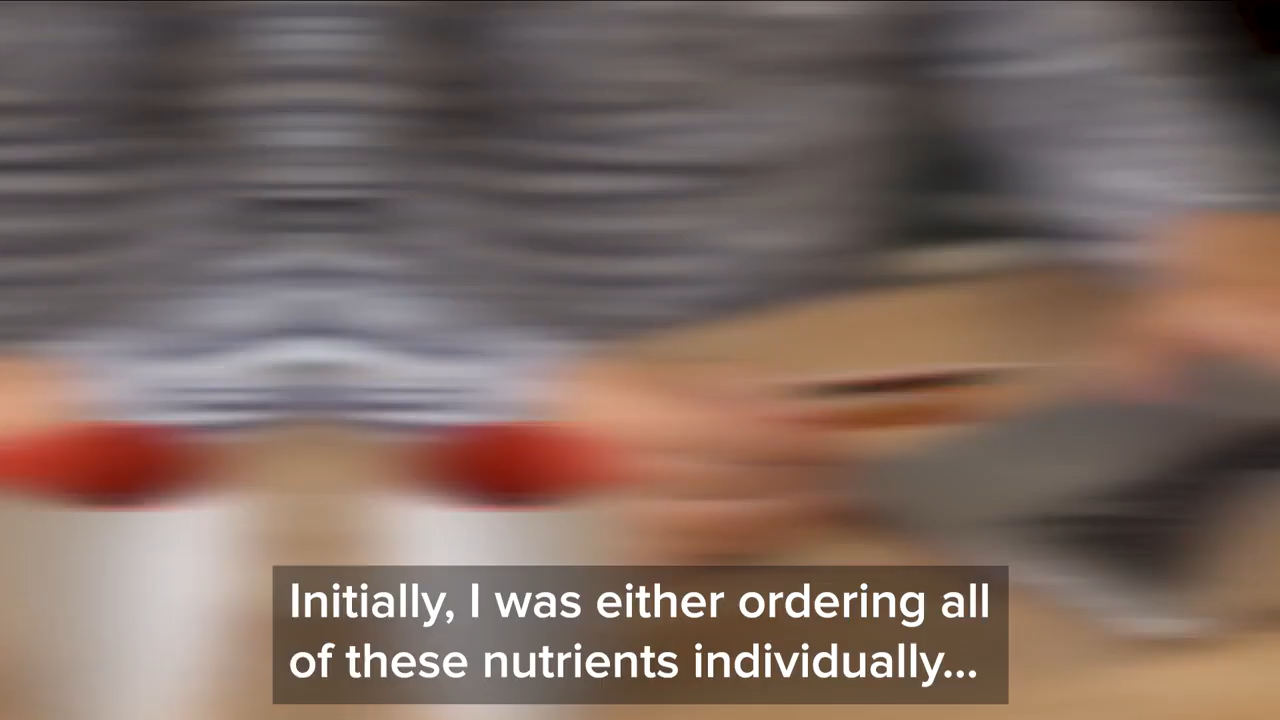 Initially, I was either ordering all
of these nutrients individually...